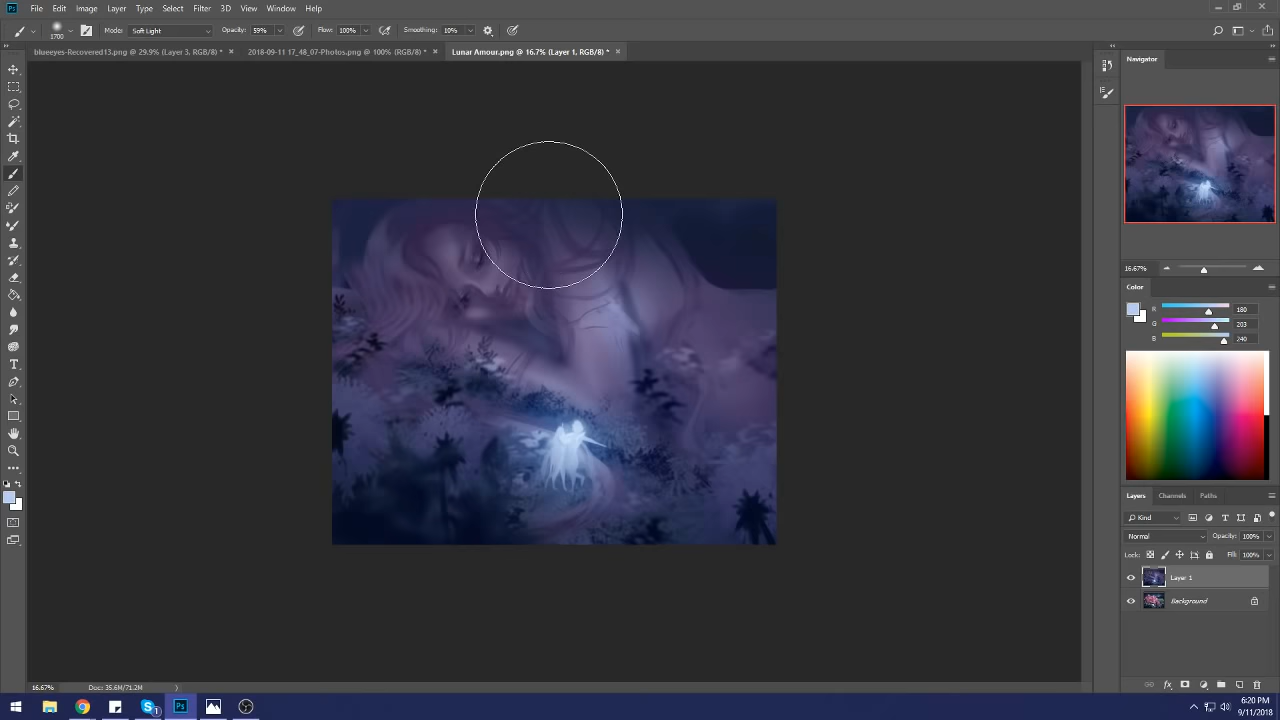 Ps File Edit Image Layer Type Select Filter 3D View Window Help
1700 Mode: Soft Light Opacity: 59% Flow: 100% Smoothing: 10%
blueeyes-Recovered13.png @ 29.9% (Layer 3, RGB/8) * × 2018-09-11 17_48_07-Photos.png @ 100% (RGB/8) * × Lunar Amour.png @ 16.7% (Layer 1, RGB/8) * ×
Navigator
16.67%
Color
R 180
G 203
B 240
Layers Channels Paths
Kind
Normal Opacity: 100%
Lock: Fill: 100%
Layer 1
Background
16.67% Doc: 35.6M/71.2M
1 Ps 6:20 PM
9/11/2018